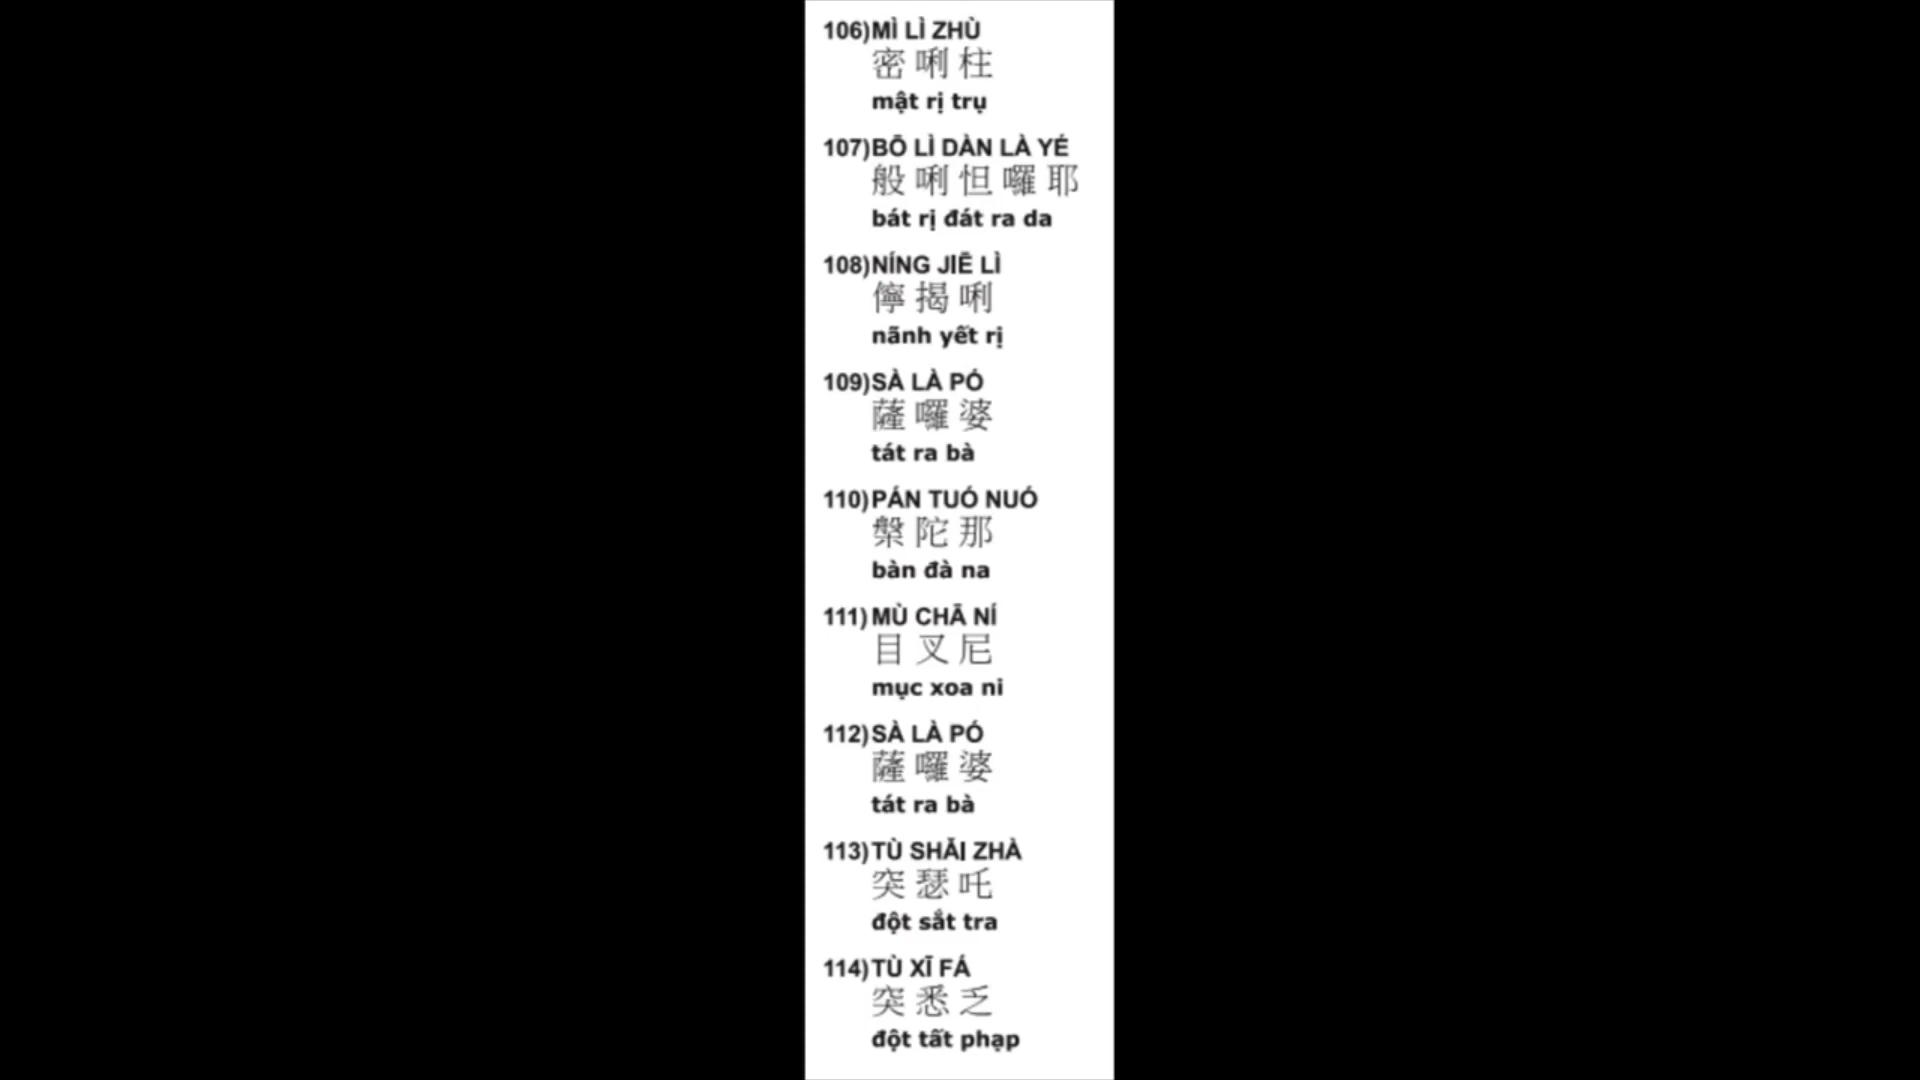 106)MÌ LÌ ZHÙ
密 唎 柱
mật rị trụ
107)BŌ LÌ DÀN LÀ YÉ
般 唎 怛 囉 耶
bát rị đát ra da
108)NÍNG JIĒ LÌ
儜 揭 唎
nãnh yết rị
109)SÀ LÀ PÓ
薩 囉 婆
tát ra bà
110)PÁN TUÓ NUÓ
槃 陀 那
bàn đà na
111)MÙ CHĀ NÍ
目 叉 尼
mục xoa ni
112)SÀ LÀ PÓ
薩 囉 婆
tát ra bà
113)TÙ SHǍI ZHÀ
突 瑟 吒
đột sắt tra
114)TÙ XĪ FÁ
突 悉 乏
đột tất phạp